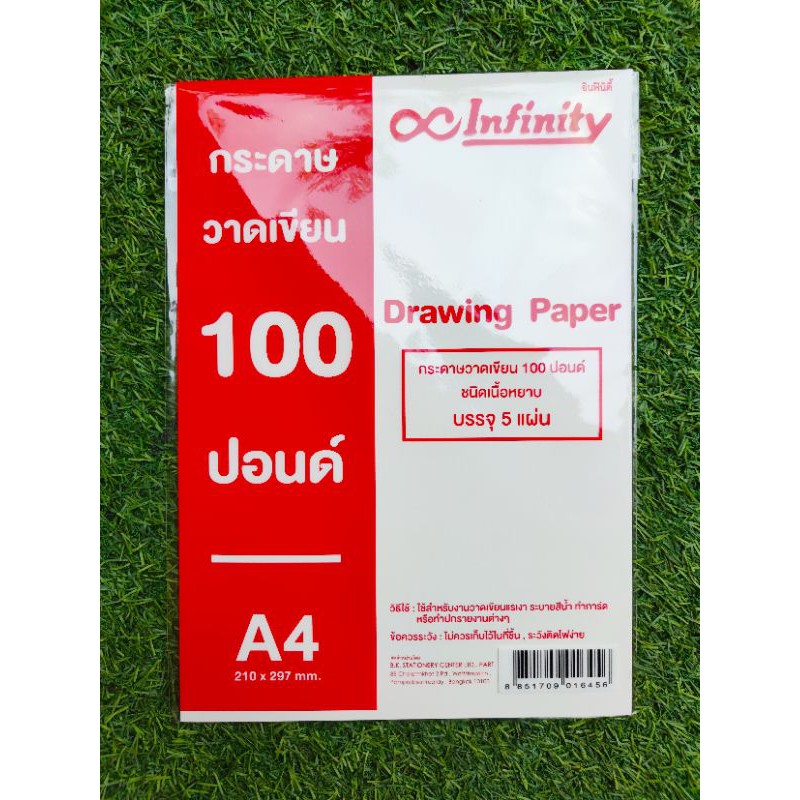 อินฟินิตี้
Infinity
กระดาษ
วาดเขียน
100
ปอนด์
A4
210 x 297 mm.
Drawing Paper
กระดาษวาดเขียน 100 ปอนด์
ชนิดเนื้อหยาบ
บรรจุ 5 แผ่น
วิธีใช้ : ใช้สำหรับงานวาดเขียนแรเงา ระบายสีน้ำ ทำการ์ด
หรือทำปกรายงานต่างๆ
ข้อควรระวัง : ไม่ควรเก็บไว้ในที่ชื้น , ระวังติดไฟง่าย
B.K. STATIONERY CENTER LTD., PART
Bangkok 10100
8 851709 016456